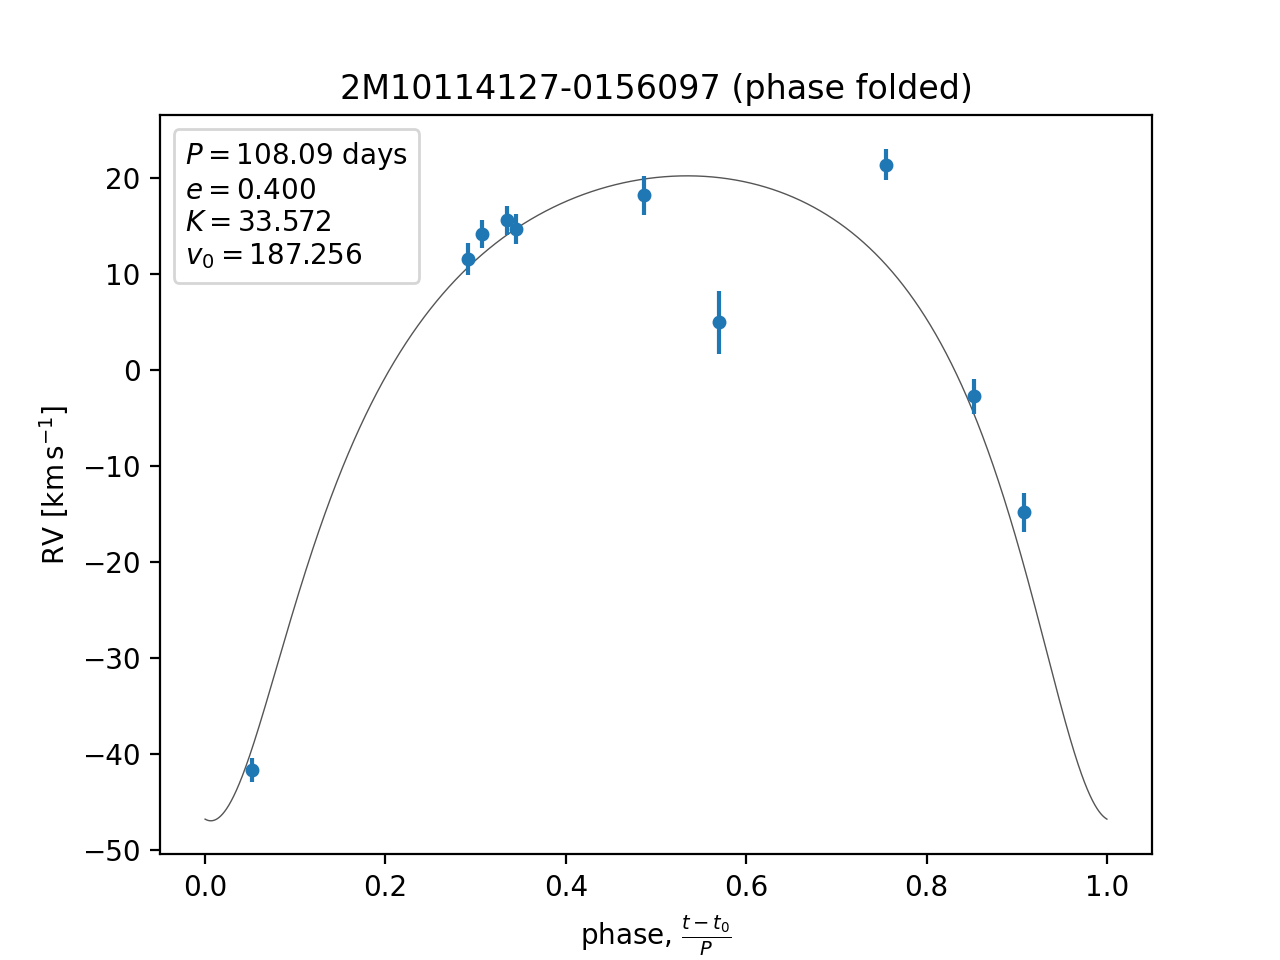 2M10114127-0156097 (phase folded)
P = 108.09 days
e = 0.400
K = 33.572
v₀ = 187.256
20
10
0
−10
−20
−30
−40
−50
RV [km s⁻¹]
0.0 0.2 0.4 0.6 0.8 1.0
phase, (t − t₀)/P